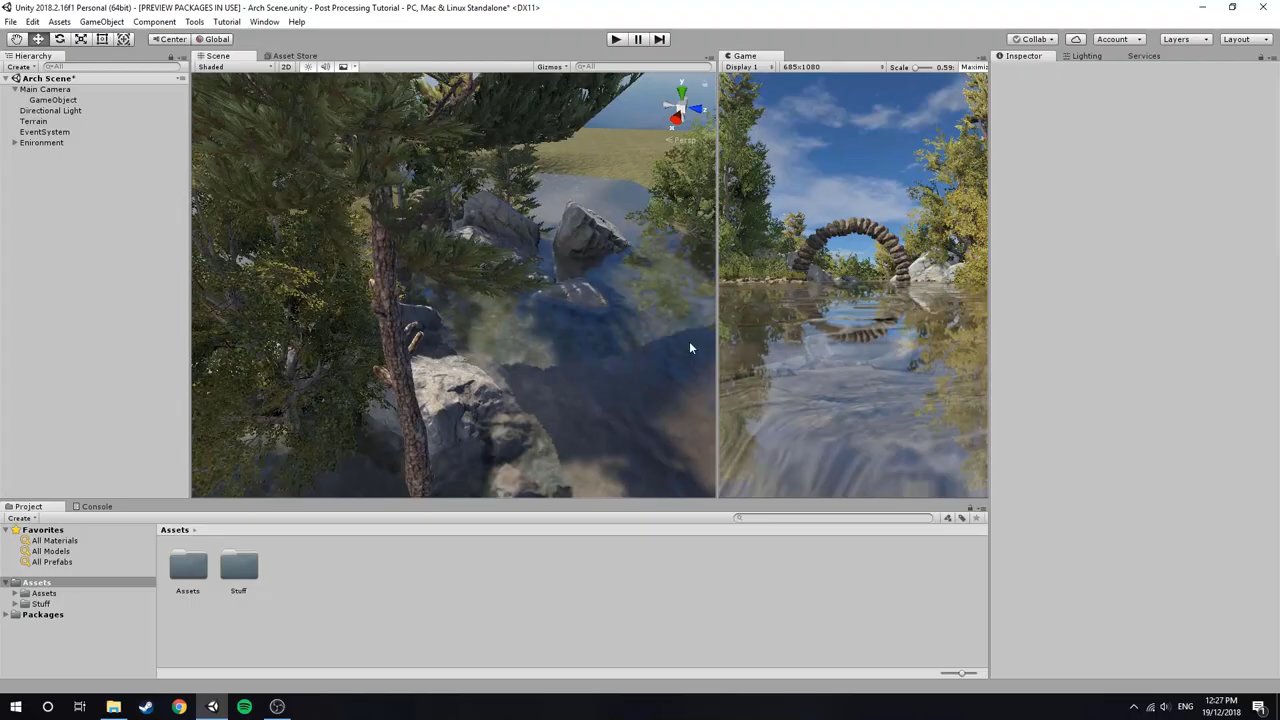 Unity 2018.2.16f1 Personal (64bit) - [PREVIEW PACKAGES IN USE] - Arch Scene.unity - Post Processing Tutorial - PC, Mac & Linux Standalone* <DX11>
File Edit Assets GameObject Component Tools Tutorial Window Help
Center Global Collab Account Layers Layout
Hierarchy Scene Asset Store Game Inspector Lighting Services
Create All Shaded 2D Gizmos All Display 1 685x1080 Scale 0.59: Maximi
Arch Scene*
Main Camera
GameObject
Directional Light
Terrain
EventSystem
Enironment
y
z
Persp
Project Console
Create
Favorites
All Materials
All Models
All Prefabs
Assets
Assets
Stuff
Packages
Assets
Assets Stuff
ENG
12:27 PM
19/12/2018
1